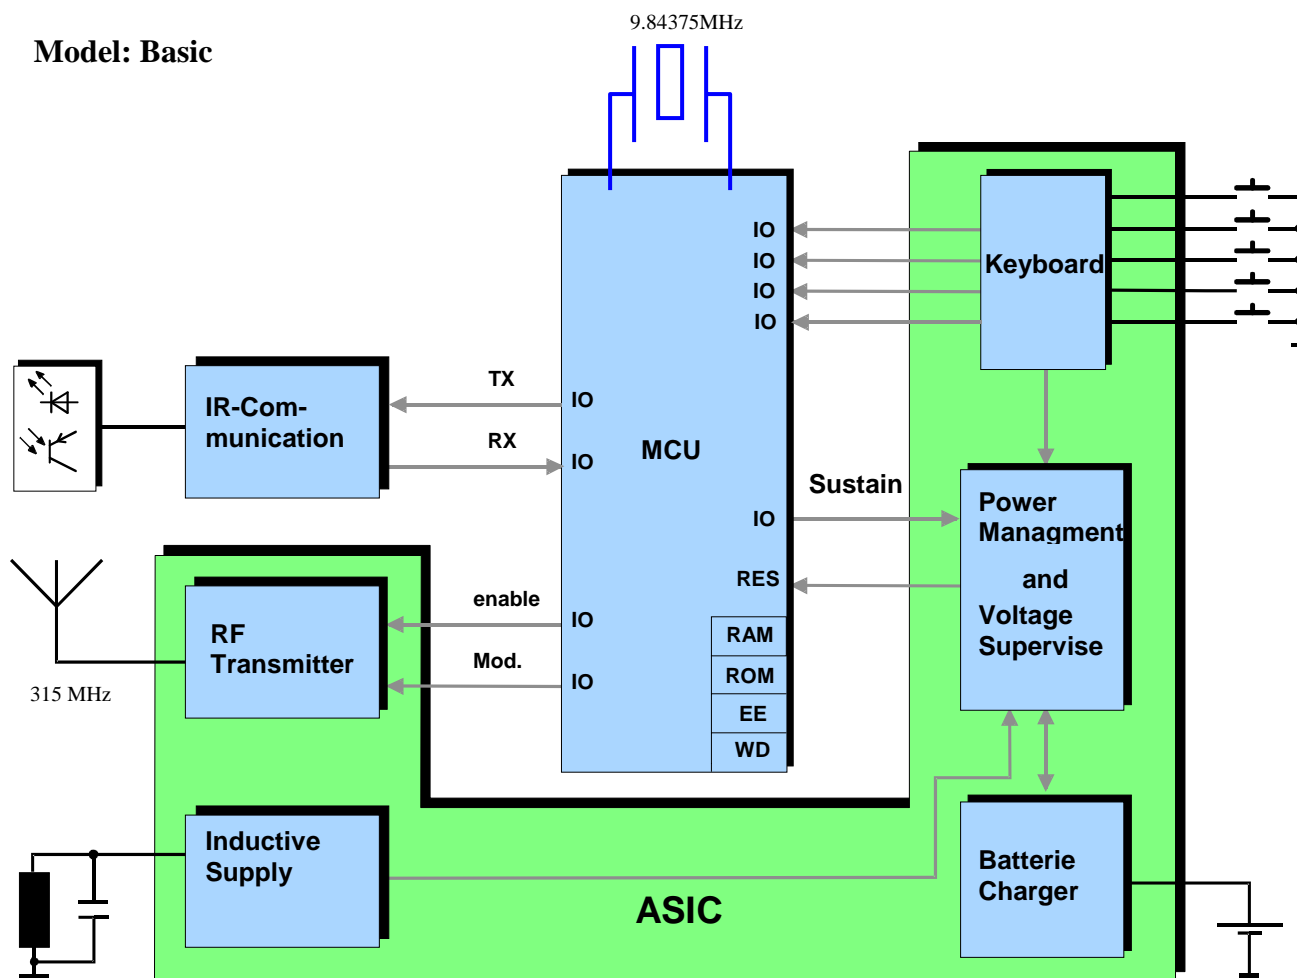 9.84375MHz
Model: Basic
IO
IO
IO
IO
Keyboard
TX
IO
IR-Com-
munication
RX
IO
MCU
Sustain
IO
Power
Managment
and
Voltage
Supervise
RES
enable
IO
RF
Transmitter
Mod.
IO
315 MHz
RAM
ROM
EE
WD
Inductive
Supply
Batterie
Charger
ASIC